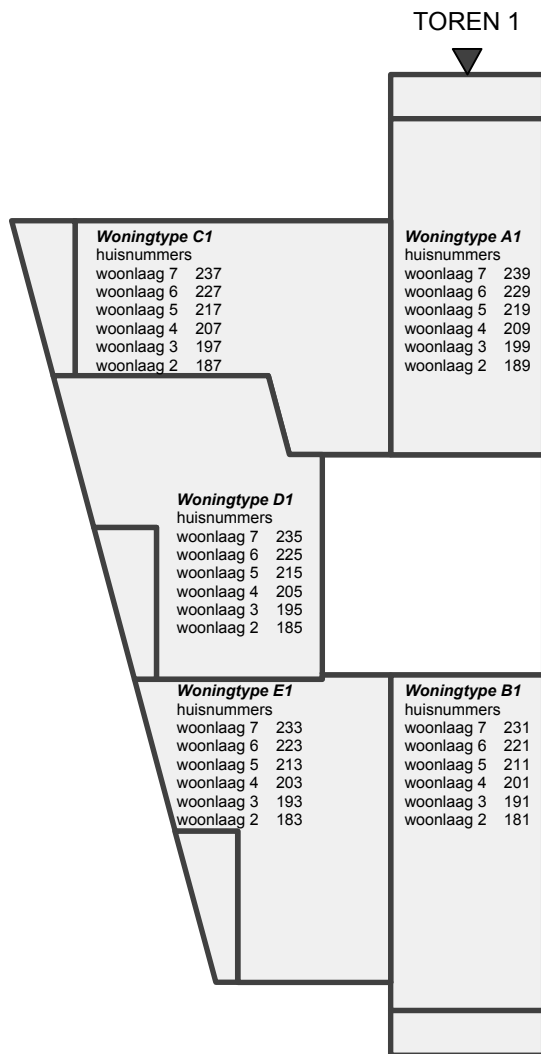 TOREN 1
Woningtype C1
huisnummers
woonlaag 7 237
woonlaag 6 227
woonlaag 5 217
woonlaag 4 207
woonlaag 3 197
woonlaag 2 187
Woningtype A1
huisnummers
woonlaag 7 239
woonlaag 6 229
woonlaag 5 219
woonlaag 4 209
woonlaag 3 199
woonlaag 2 189
Woningtype D1
huisnummers
woonlaag 7 235
woonlaag 6 225
woonlaag 5 215
woonlaag 4 205
woonlaag 3 195
woonlaag 2 185
Woningtype E1
huisnummers
woonlaag 7 233
woonlaag 6 223
woonlaag 5 213
woonlaag 4 203
woonlaag 3 193
woonlaag 2 183
Woningtype B1
huisnummers
woonlaag 7 231
woonlaag 6 221
woonlaag 5 211
woonlaag 4 201
woonlaag 3 191
woonlaag 2 181